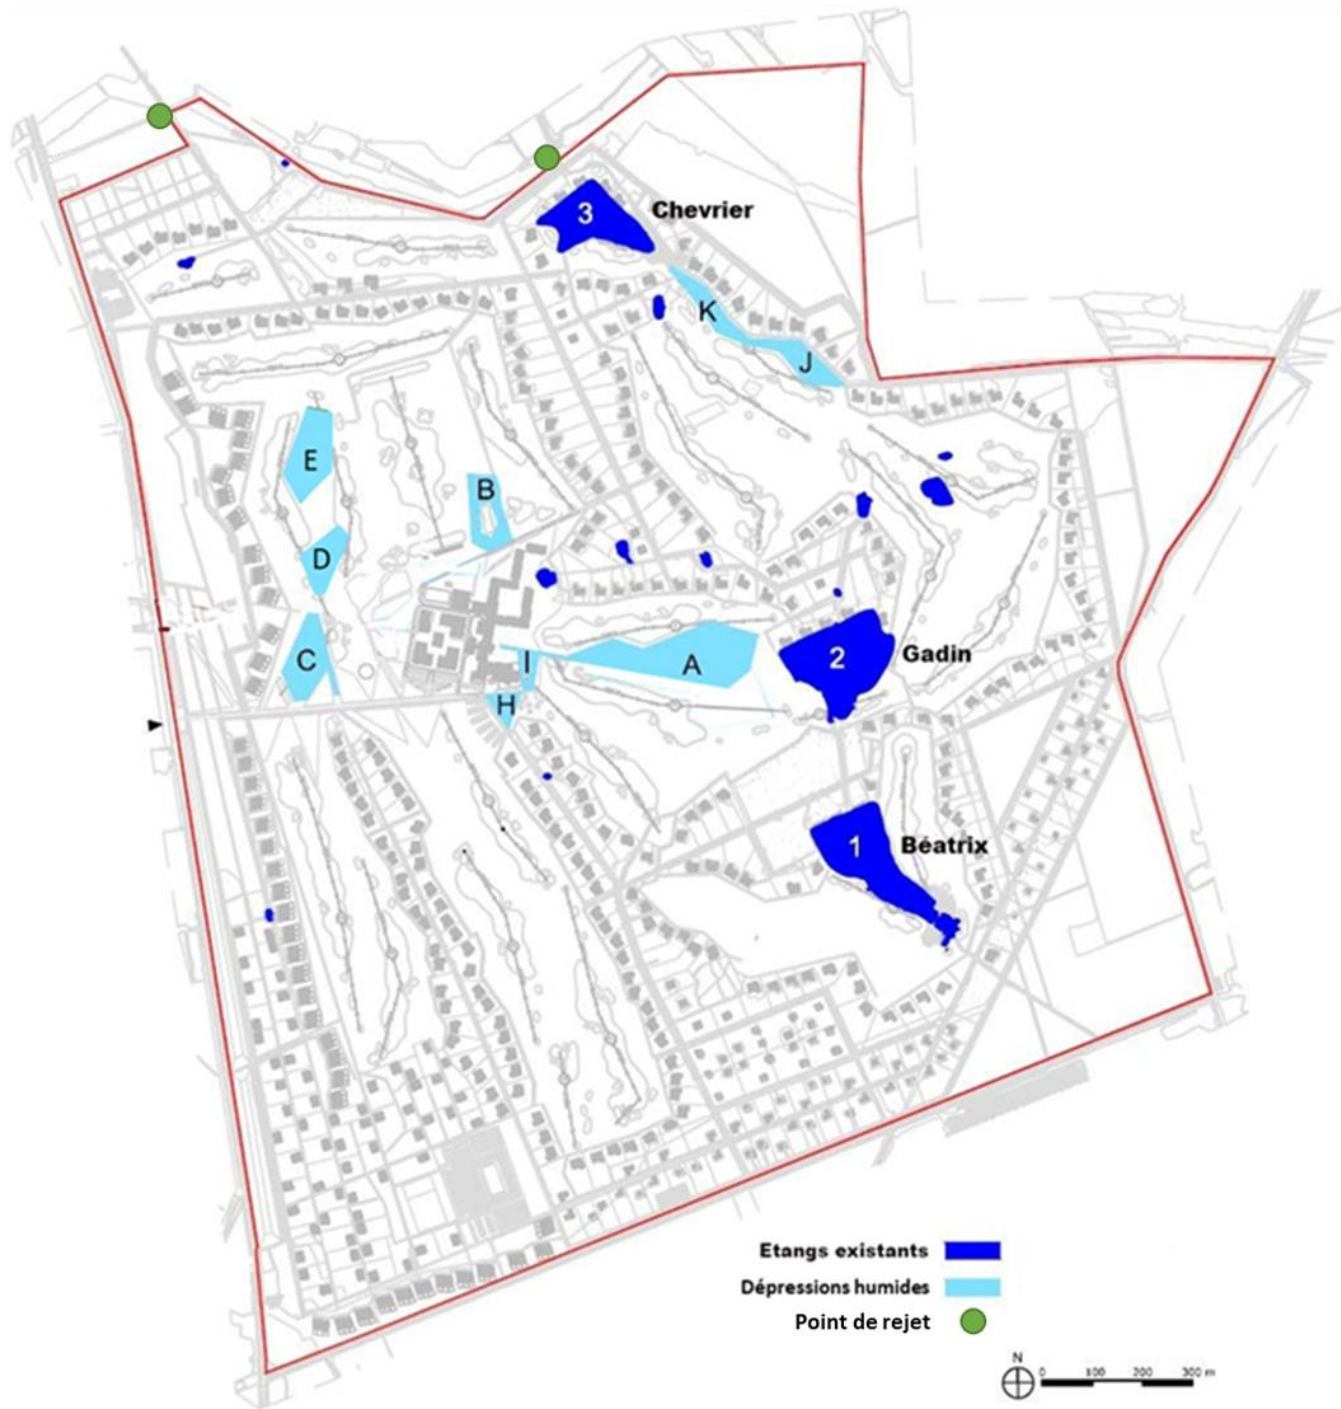 3 Chevrier
K
J
E
B
D
C
I
A
H
2 Gadin
1 Béatrix
Etangs existants
Dépressions humides
Point de rejet
N
0 100 200 300 m